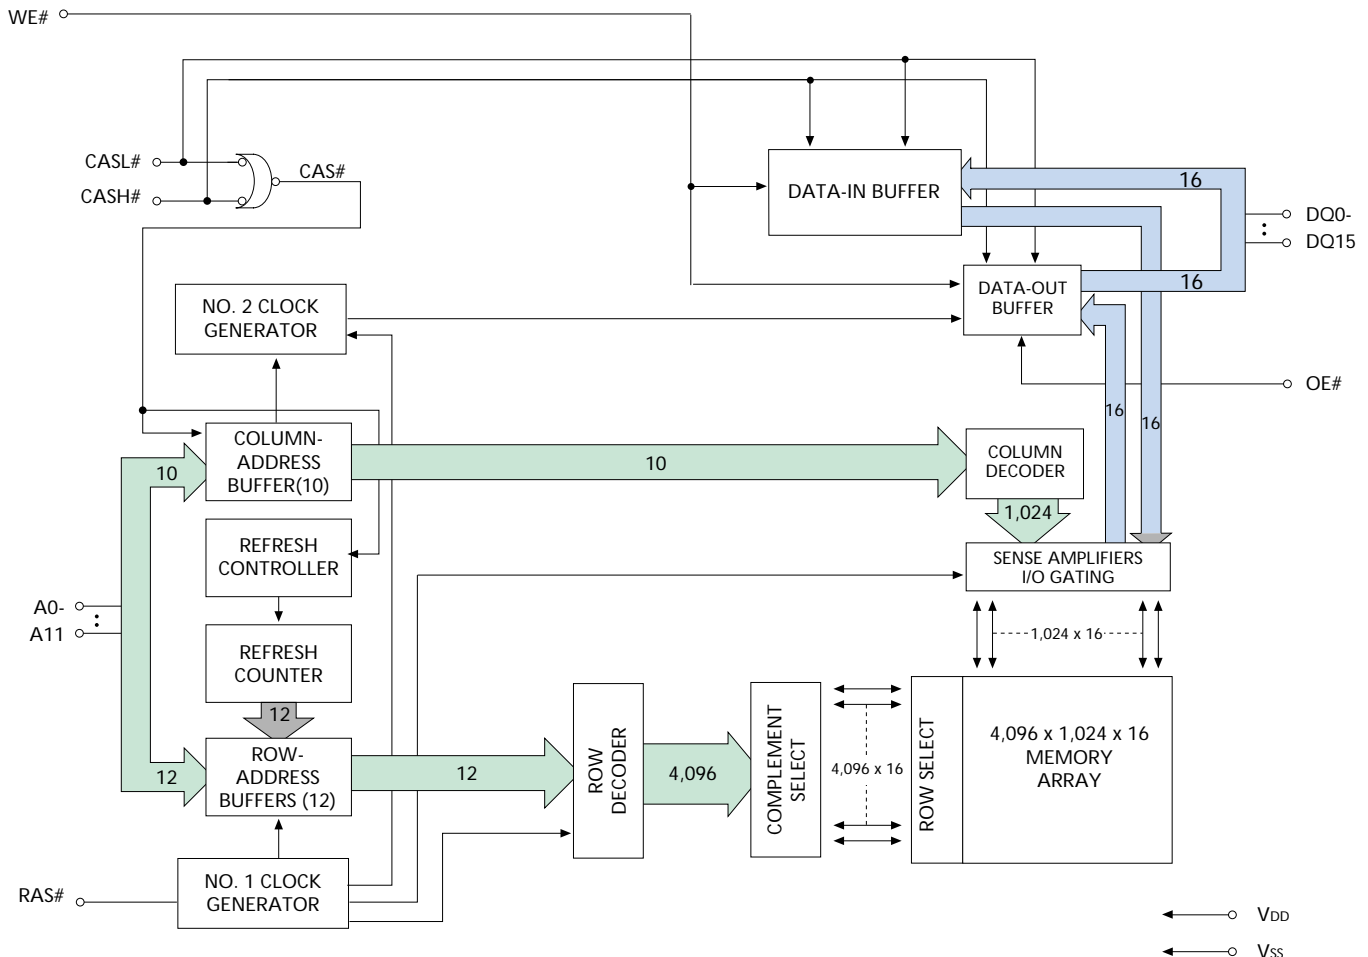 WE#
CASL#
CASH#
CAS#
DATA-IN BUFFER
16
DQ0-
DQ15
NO. 2 CLOCK
GENERATOR
DATA-OUT
BUFFER
16
OE#
16
16
COLUMN-
ADDRESS
BUFFER(10)
10
10
COLUMN
DECODER
1,024
REFRESH
CONTROLLER
SENSE AMPLIFIERS
I/O GATING
A0-
A11
1,024 x 16
REFRESH
COUNTER
12
ROW-
ADDRESS
BUFFERS (12)
12
12
ROW
DECODER
4,096
COMPLEMENT
SELECT
4,096 x 16
ROW SELECT
4,096 x 1,024 x 16
MEMORY
ARRAY
RAS#
NO. 1 CLOCK
GENERATOR
VDD
VSS